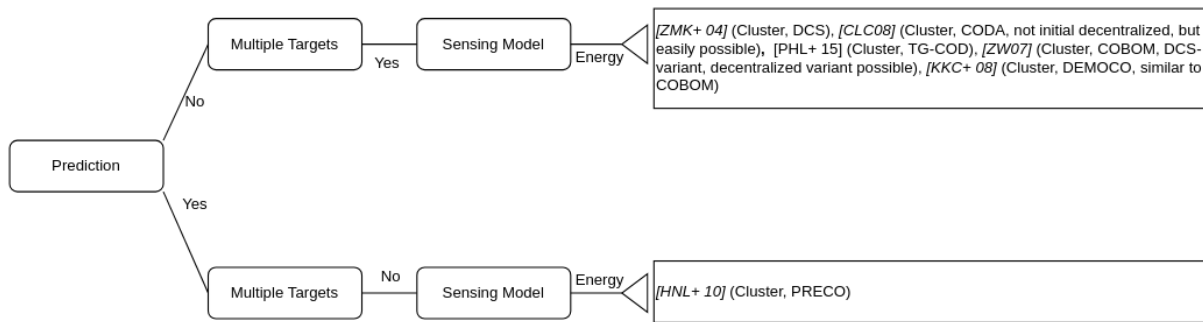 Multiple Targets
Yes
Sensing Model
Energy
[ZMK+ 04] (Cluster, DCS), [CLC08] (Cluster, CODA, not initial decentralized, but
easily possible), [PHL+ 15] (Cluster, TG-COD), [ZW07] (Cluster, COBOM, DCS-
variant, decentralized variant possible), [KKC+ 08] (Cluster, DEMOCO, similar to
COBOM)
No
Prediction
Yes
Multiple Targets
No
Sensing Model
Energy
[HNL+ 10] (Cluster, PRECO)